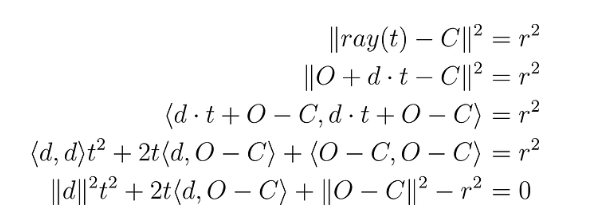 ‖ray(t) − C‖² = r²
‖O + d · t − C‖² = r²
⟨d · t + O − C, d · t + O − C⟩ = r²
⟨d, d⟩t² + 2t⟨d, O − C⟩ + ⟨O − C, O − C⟩ = r²
‖d‖²t² + 2t⟨d, O − C⟩ + ‖O − C‖² − r² = 0